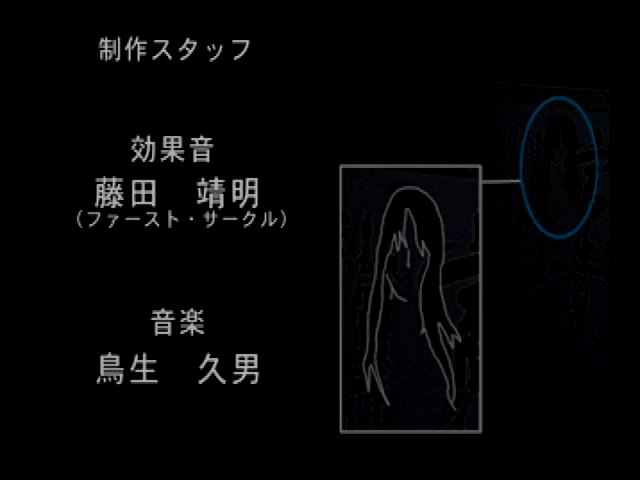 制作スタッフ
効果音
藤田　靖明
（ファースト・サークル）
音楽
鳥生　久男